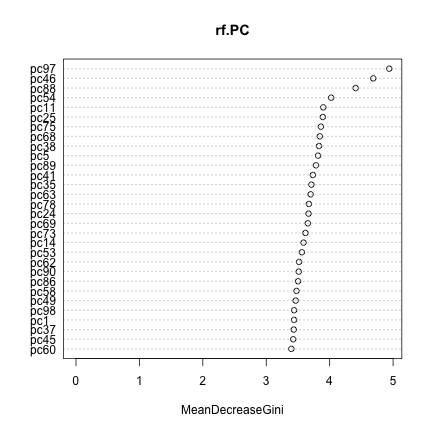 rf.PC
pc97
pc46
pc88
pc54
pc11
pc25
pc75
pc68
pc38
pc5
pc89
pc41
pc35
pc63
pc78
pc24
pc69
pc73
pc14
pc53
pc62
pc90
pc86
pc58
pc49
pc98
pc1
pc37
pc45
pc60
0 1 2 3 4 5
MeanDecreaseGini